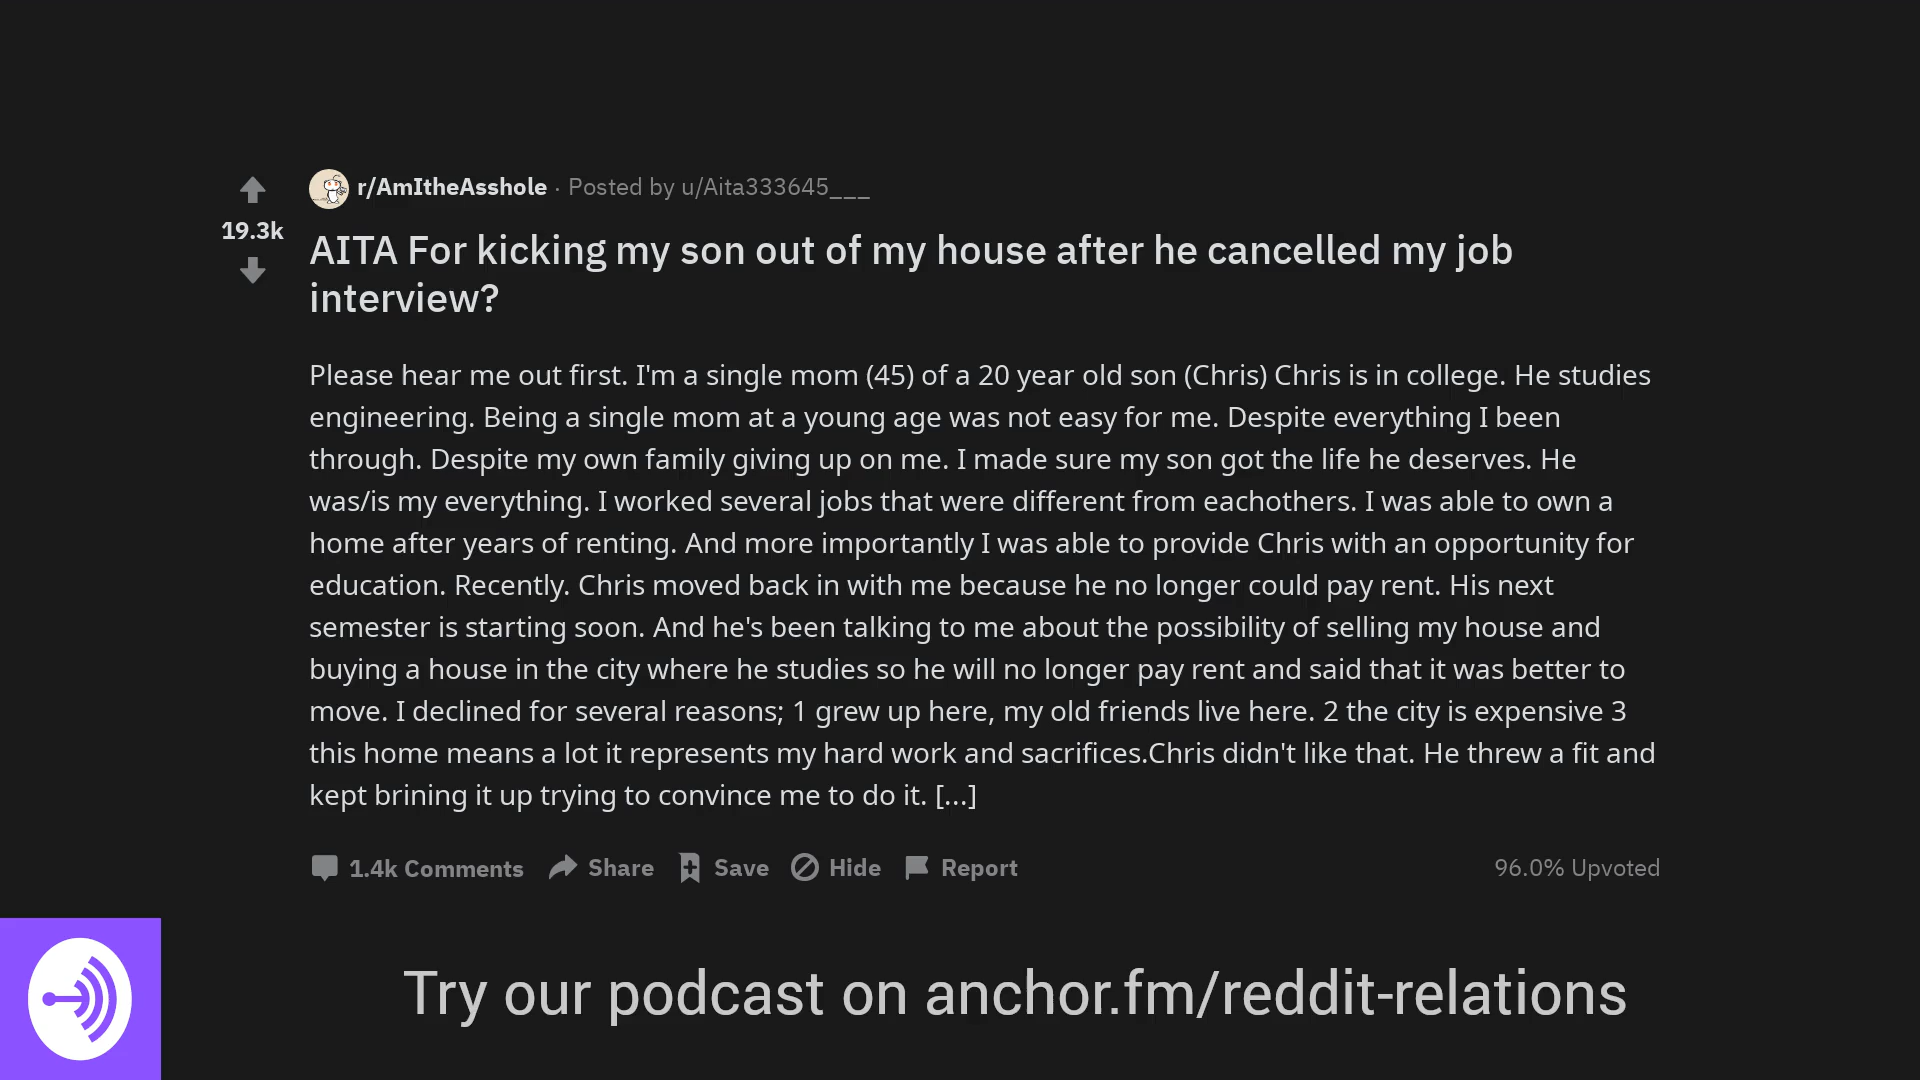 r/AmItheAsshole · Posted by u/Aita333645___
19.3k
AITA For kicking my son out of my house after he cancelled my job
interview?
Please hear me out first. I'm a single mom (45) of a 20 year old son (Chris) Chris is in college. He studies
engineering. Being a single mom at a young age was not easy for me. Despite everything I been
through. Despite my own family giving up on me. I made sure my son got the life he deserves. He
was/is my everything. I worked several jobs that were different from eachothers. I was able to own a
home after years of renting. And more importantly I was able to provide Chris with an opportunity for
education. Recently. Chris moved back in with me because he no longer could pay rent. His next
semester is starting soon. And he's been talking to me about the possibility of selling my house and
buying a house in the city where he studies so he will no longer pay rent and said that it was better to
move. I declined for several reasons; 1 grew up here, my old friends live here. 2 the city is expensive 3
this home means a lot it represents my hard work and sacrifices.Chris didn't like that. He threw a fit and
kept brining it up trying to convince me to do it. [...]
1.4k Comments Share Save Hide Report 96.0% Upvoted
Try our podcast on anchor.fm/reddit-relations